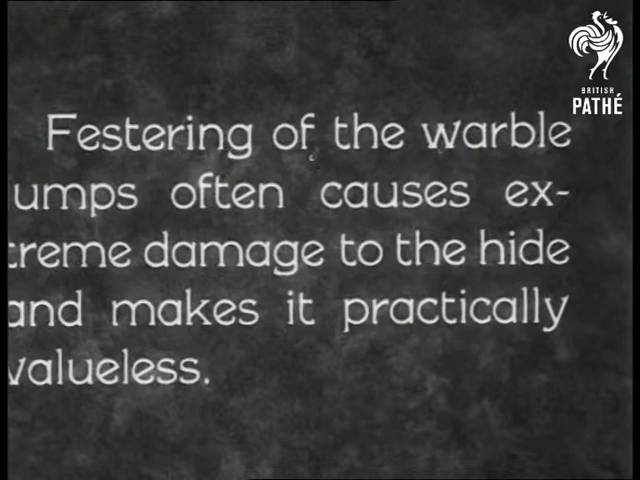 BRITISH
PATHÉ
Festering of the warble
umps often causes ex-
treme damage to the hide
and makes it practically
valueless.